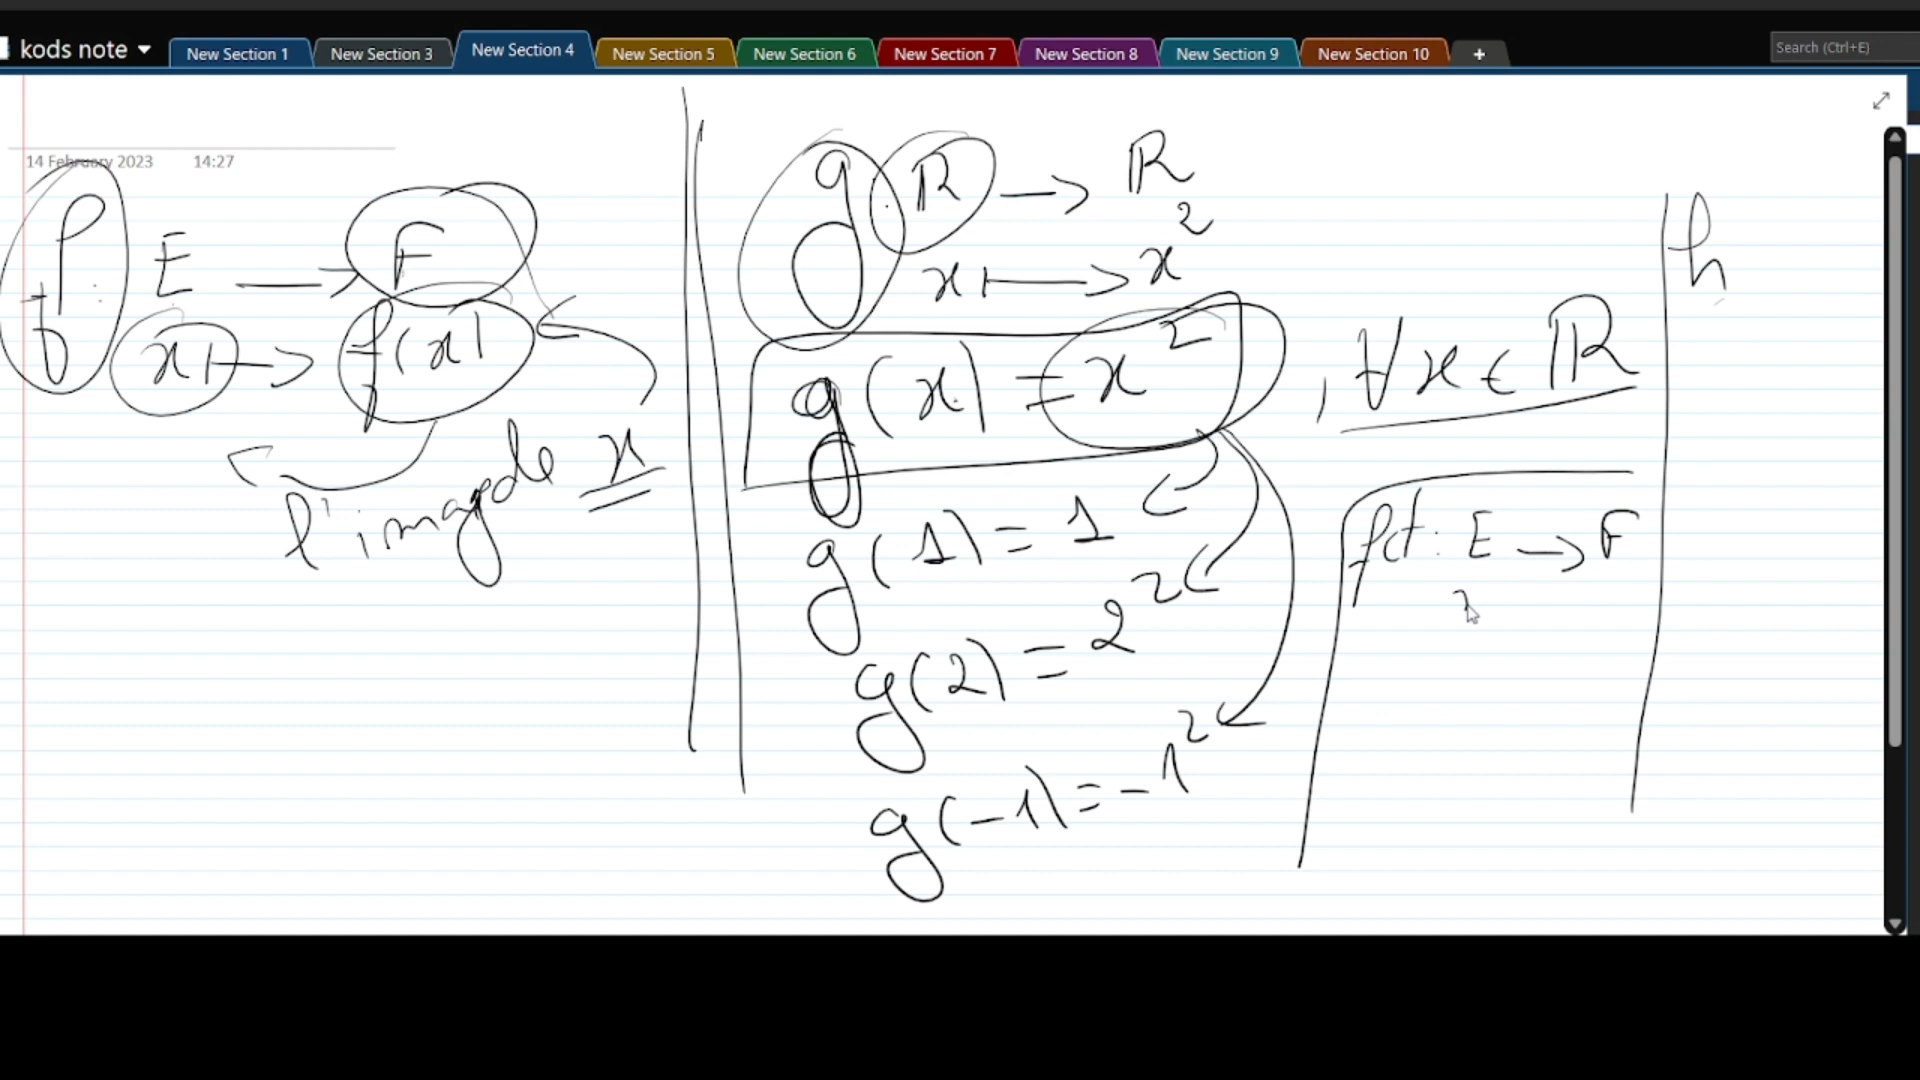 kods note
New Section 1 New Section 3 New Section 4 New Section 5 New Section 6 New Section 7 New Section 8 New Section 9 New Section 10 +
Search (Ctrl+E)
14 February 2023 14:27
f E → F
x ↦ f(x)
l'image de x
g ℝ → ℝ
x ↦ x²
g(x) = x² , ∀ x ∈ ℝ
g(1) = 1
g(2) = 2²
g(-1) = -1²
fct : E → F
h